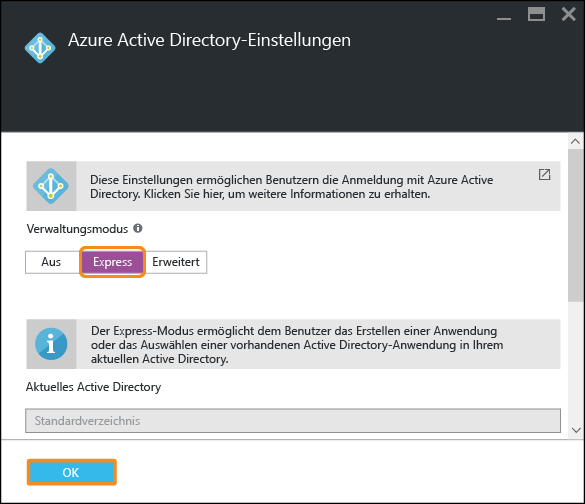 Azure Active Directory-Einstellungen
Diese Einstellungen ermöglichen Benutzern die Anmeldung mit Azure Active
Directory. Klicken Sie hier, um weitere Informationen zu erhalten.
Verwaltungsmodus
Aus Express Erweitert
Der Express-Modus ermöglicht dem Benutzer das Erstellen einer Anwendung
oder das Auswählen einer vorhandenen Active Directory-Anwendung in Ihrem
aktuellen Active Directory.
Aktuelles Active Directory
Standardverzeichnis
OK